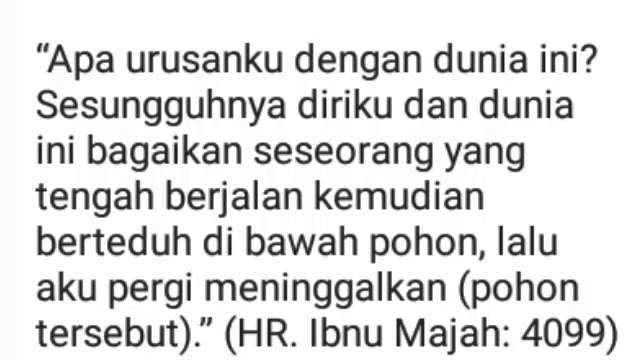 “Apa urusanku dengan dunia ini?
Sesungguhnya diriku dan dunia
ini bagaikan seseorang yang
tengah berjalan kemudian
berteduh di bawah pohon, lalu
aku pergi meninggalkan (pohon
tersebut).” (HR. Ibnu Majah: 4099)